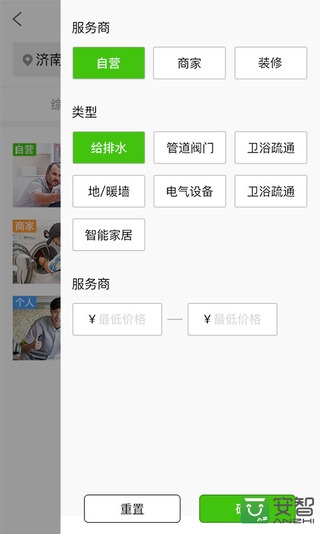 服务商
济南
自营 商家 装修
综
类型
自营
给排水 管道阀门 卫浴疏通
地/暖墙 电气设备 卫浴疏通
商家
智能家居
服务商
个人
¥ 最低价格 — ¥ 最低价格
重置
安智
ANZHI